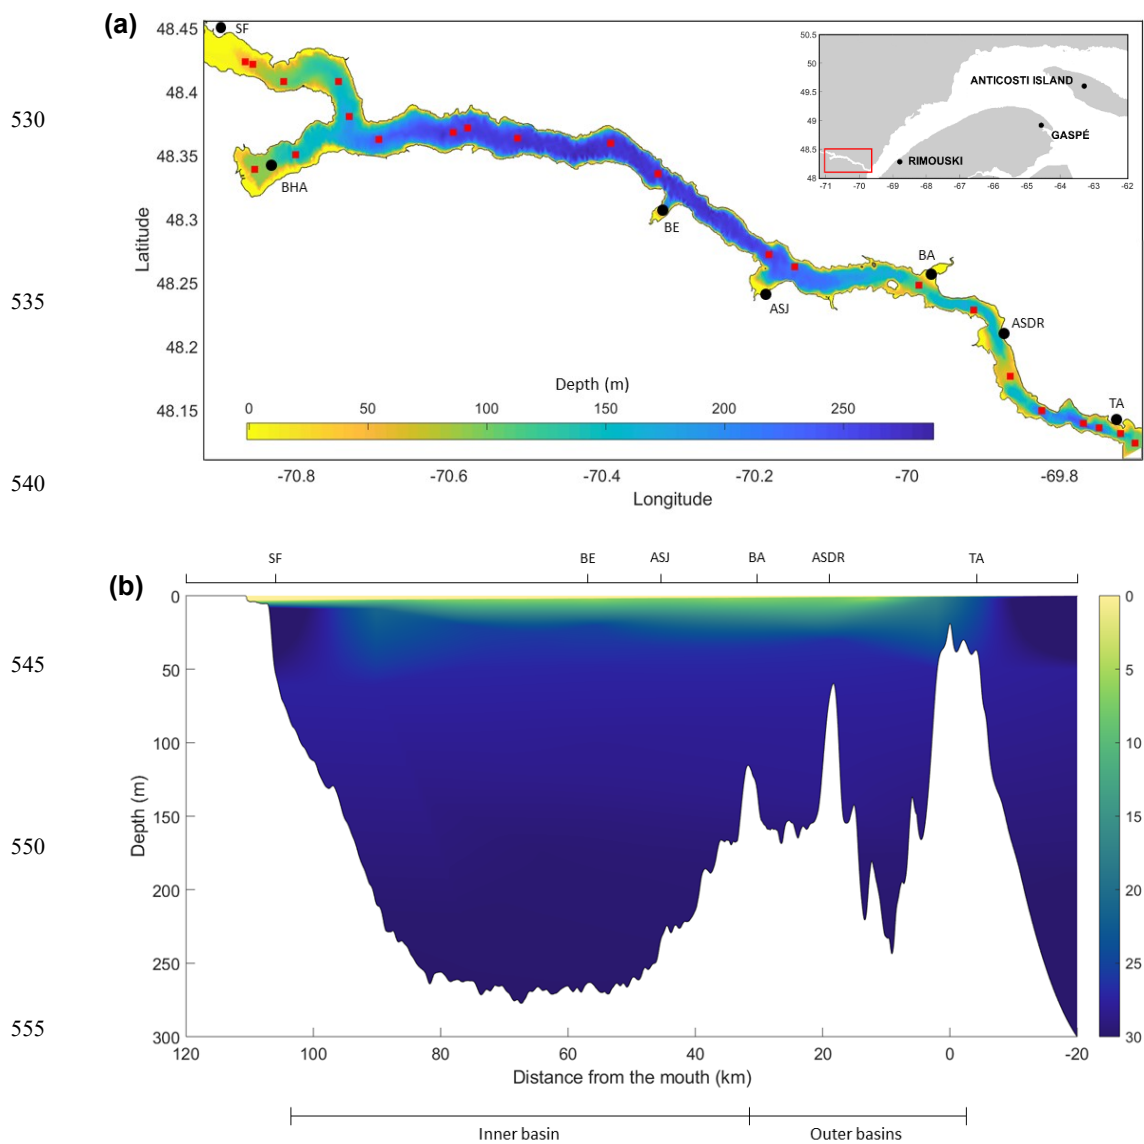 (a)
48.45
48.4
48.35
48.3
48.25
48.2
48.15
Latitude
SF
BHA
BE
ASJ
BA
ASDR
TA
50.5
50
49.5
49
48.5
48
-71 -70 -69 -68 -67 -66 -65 -64 -63 -62
ANTICOSTI ISLAND
GASPÉ
RIMOUSKI
Depth (m)
0 50 100 150 200 250
-70.8 -70.6 -70.4 -70.2 -70 -69.8
Longitude
530
535
540
545
550
555
(b)
SF BE ASJ BA ASDR TA
0
50
100
150
200
250
300
Depth (m)
0
5
10
15
20
25
30
120 100 80 60 40 20 0 -20
Distance from the mouth (km)
Inner basin Outer basins